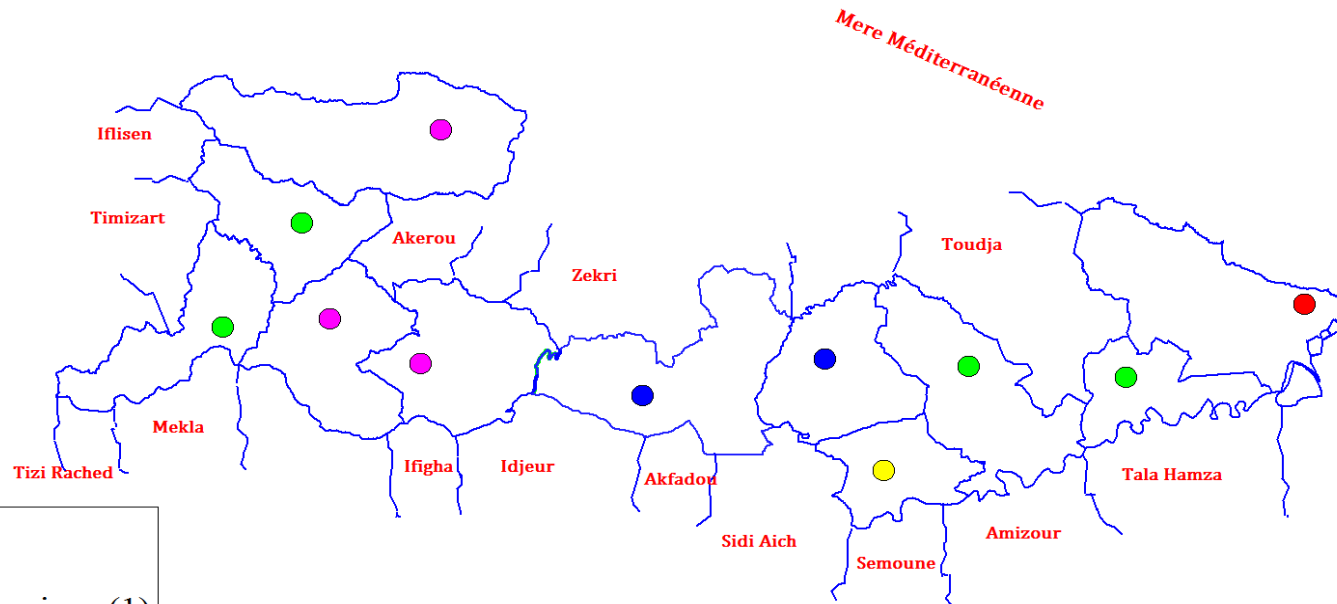 Mere Méditerranéenne
Iflisen
Timizart
Akerou
Toudja
Zekri
Mekla
Tizi Rached
Ifigha
Idjeur
Akfadou
Tala Hamza
Sidi Aich
Amizour
Semoune
(1)